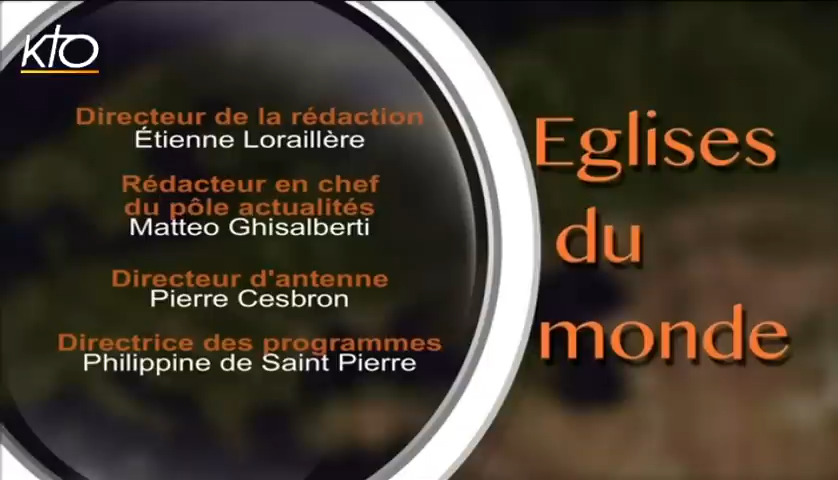 kto
Directeur de la rédaction
Étienne Loraillère
Rédacteur en chef
du pôle actualités
Matteo Ghisalberti
Directeur d'antenne
Pierre Cesbron
Directrice des programmes
Philippine de Saint Pierre
Eglises
du
monde